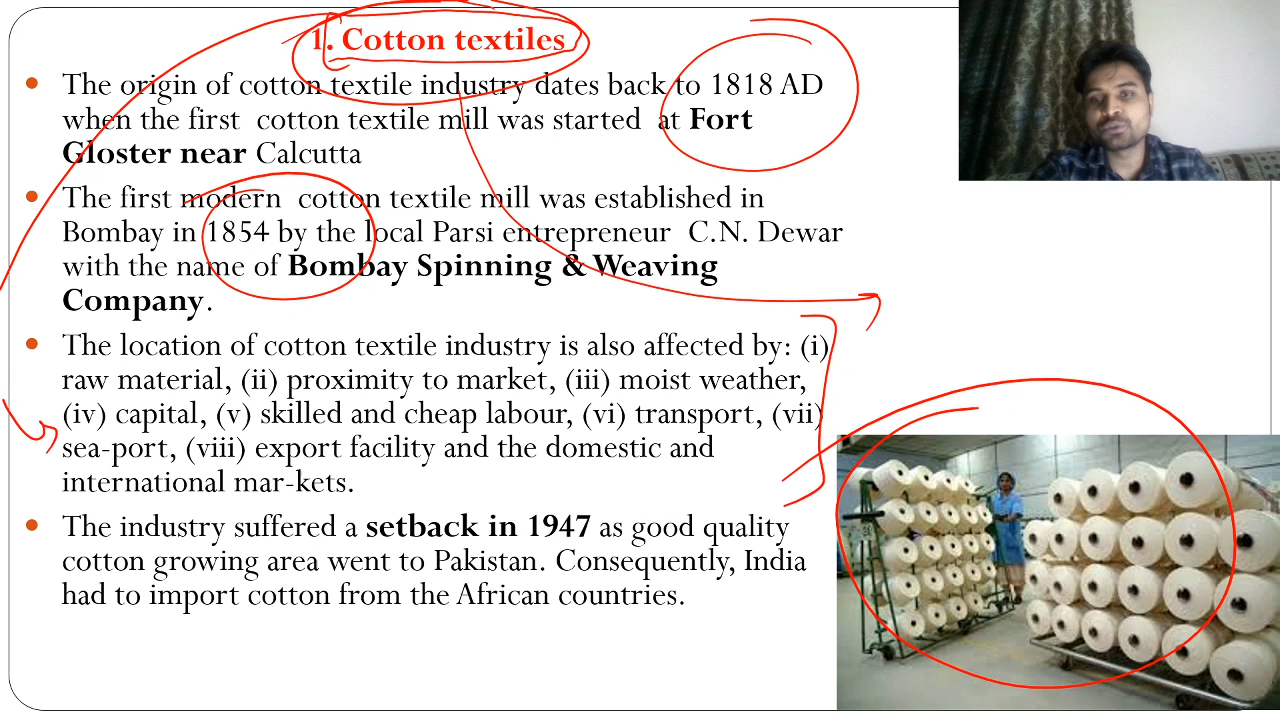 1. Cotton textiles
The origin of cotton textile industry dates back to 1818 AD
when the first cotton textile mill was started at Fort
Gloster near Calcutta
The first modern cotton textile mill was established in
Bombay in 1854 by the local Parsi entrepreneur C.N. Dewar
with the name of Bombay Spinning & Weaving
Company.
The location of cotton textile industry is also affected by: (i)
raw material, (ii) proximity to market, (iii) moist weather,
(iv) capital, (v) skilled and cheap labour, (vi) transport, (vii)
sea-port, (viii) export facility and the domestic and
international mar-kets.
The industry suffered a setback in 1947 as good quality
cotton growing area went to Pakistan. Consequently, India
had to import cotton from the African countries.